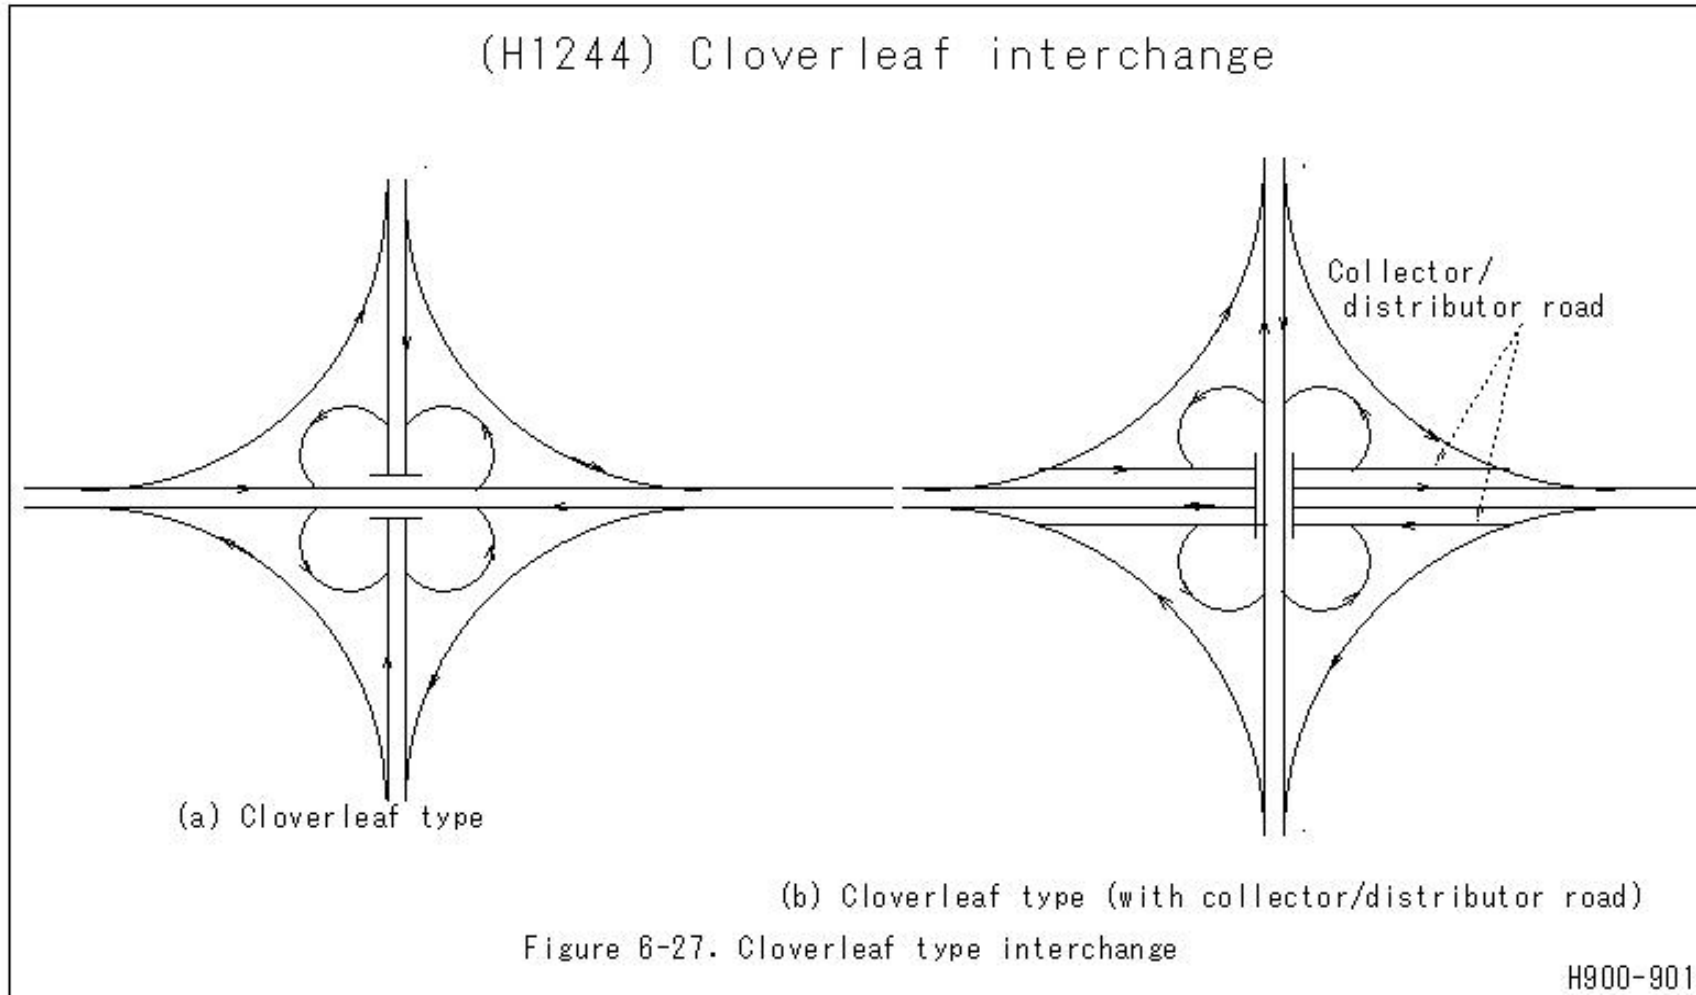 (H1244) Cloverleaf interchange
Collector/
distributor road
(a) Cloverleaf type
(b) Cloverleaf type (with collector/distributor road)
Figure 6-27. Cloverleaf type interchange
H900-901